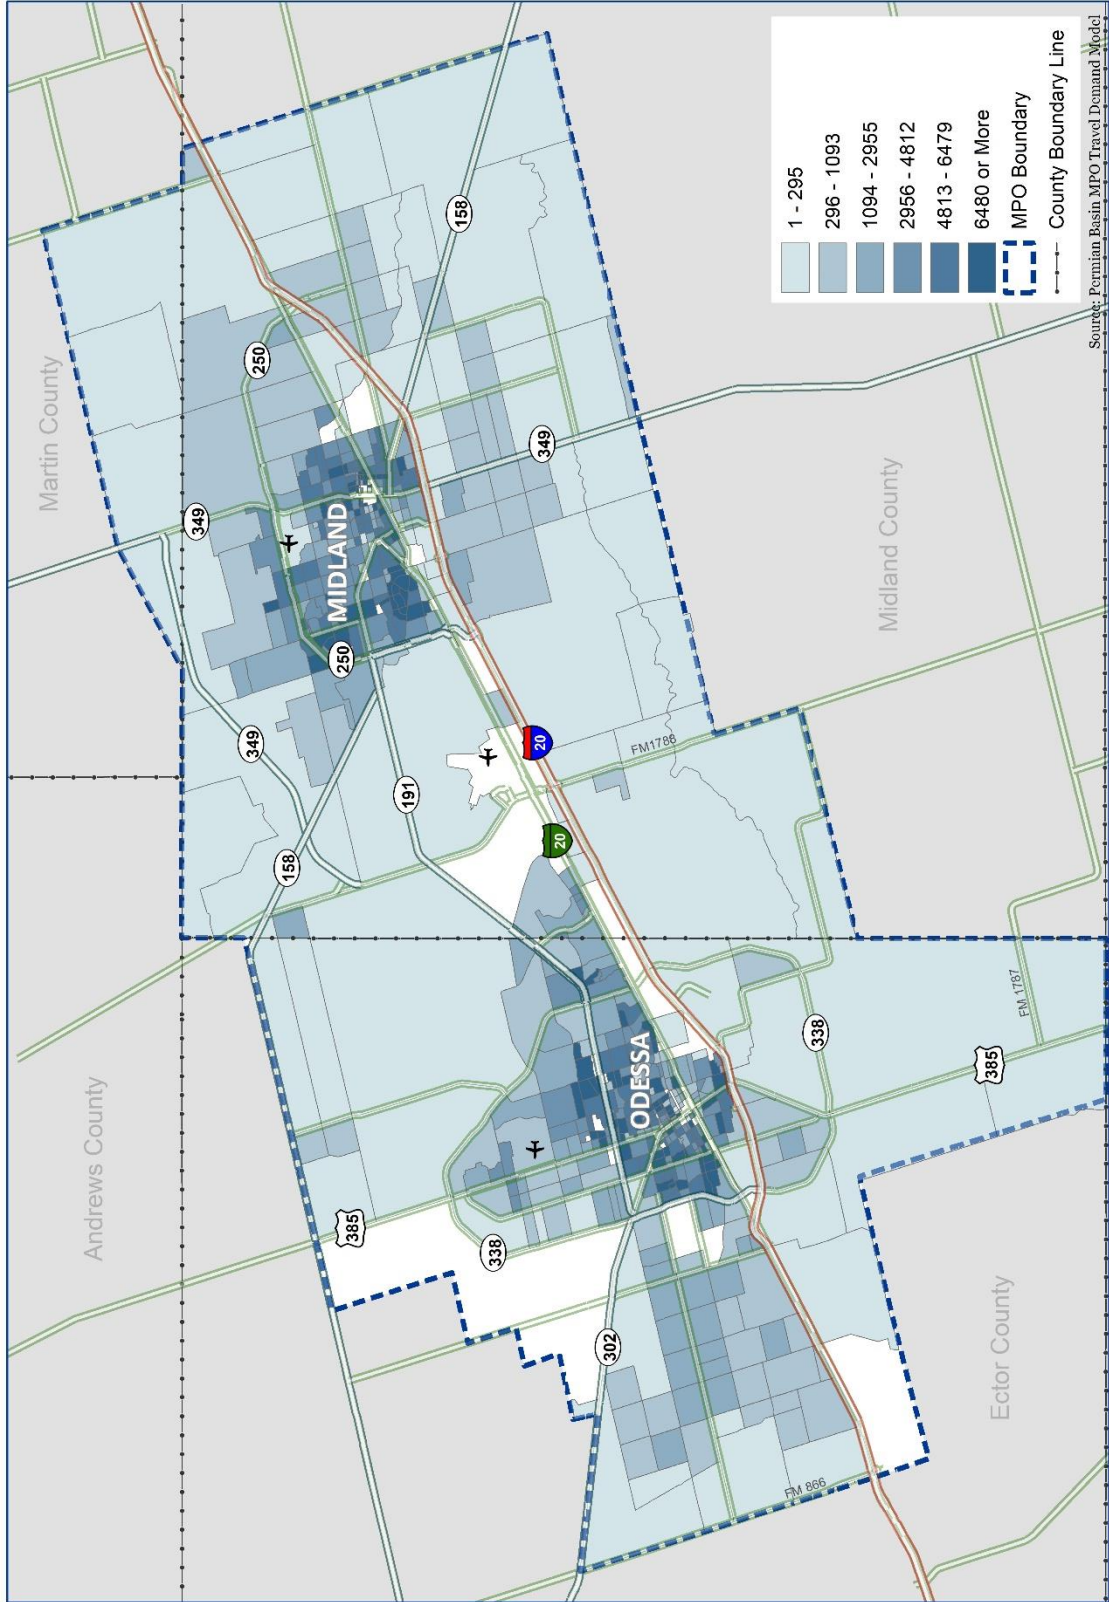 Andrews County
Martin County
Midland County
Ector County
MIDLAND
ODESSA
385
338
302
FM 866
158
349
191
349
250
250
158
349
20
20
FM1788
338
385
FM 1787
1 - 295
296 - 1093
1094 - 2955
2956 - 4812
4813 - 6479
6480 or More
MPO Boundary
County Boundary Line
Source: Permian Basin MPO Travel Demand Model